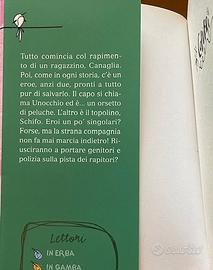 Tutto comincia col rapimen-
to di un ragazzino, Canaglia.
Poi, come in ogni storia, c'è un
eroe, anzi due, pronti a tutto
pur di salvarlo. Il capo si chia-
ma Unocchio ed è... un orsetto
di peluche. L'altro è il topolino,
Schifo. Eroi un po' singolari?
Forse, ma la strana compagnia
non fa mai marcia indietro! Ri-
usciranno a portare genitori e
polizia sulla pista dei rapitori?
Lettori
IN ERBA
IN GAMBA
subito